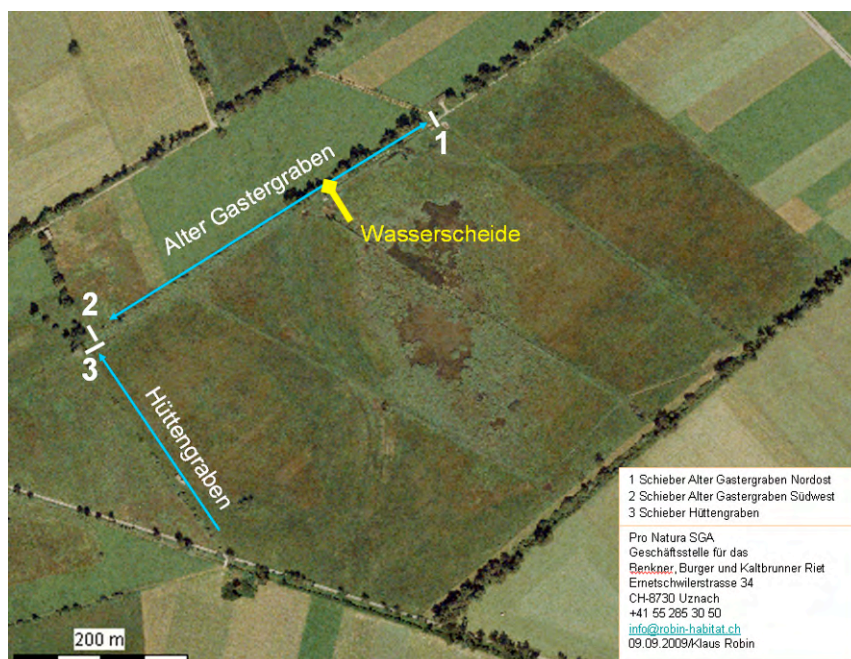 Alter Gastergraben
1
Wasserscheide
2
3
Hüttengraben
1 Schieber Alter Gastergraben Nordost
2 Schieber Alter Gastergraben Südwest
3 Schieber Hüttengraben
Pro Natura SGA
Geschäftsstelle für das
Benkner, Burger und Kaltbrunner Riet
Ernetschwilerstrasse 34
CH-8730 Uznach
+41 55 285 30 50
info@robin-habitat.ch
09.09.2009/Klaus Robin
200 m